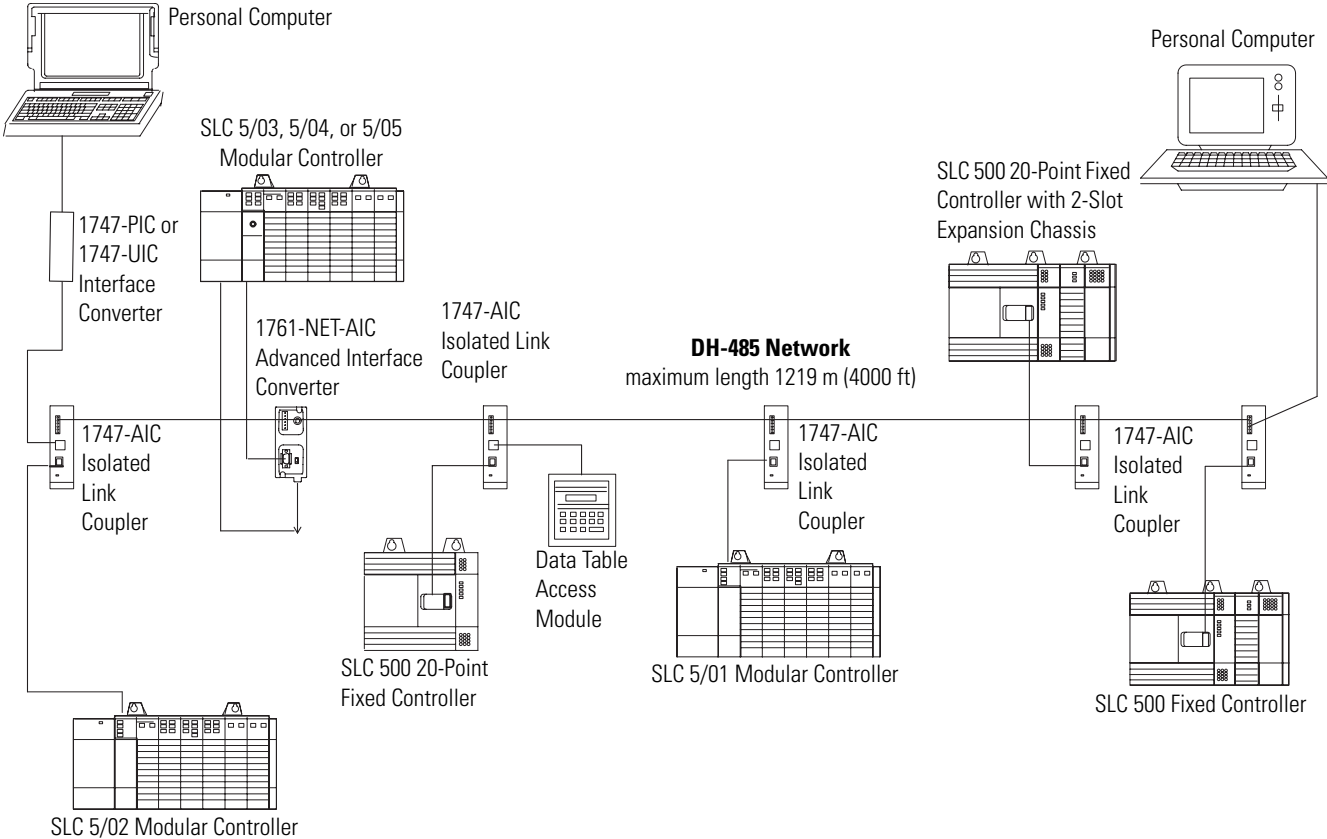 Personal Computer
Personal Computer
SLC 5/03, 5/04, or 5/05
Modular Controller
SLC 500 20-Point Fixed
Controller with 2-Slot
Expansion Chassis
1747-PIC or
1747-UIC
Interface
Converter
1761-NET-AIC
Advanced Interface
Converter
1747-AIC
Isolated Link
Coupler
DH-485 Network
maximum length 1219 m (4000 ft)
1747-AIC
Isolated
Link
Coupler
1747-AIC
Isolated
Link
Coupler
1747-AIC
Isolated
Link
Coupler
Data Table
Access
Module
SLC 500 20-Point
Fixed Controller
SLC 5/01 Modular Controller
SLC 500 Fixed Controller
SLC 5/02 Modular Controller